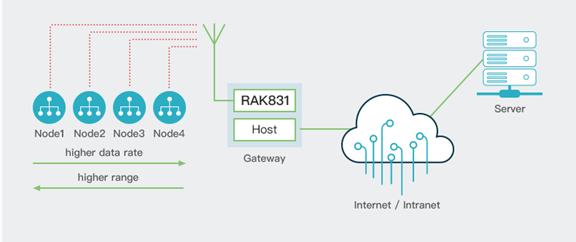 RAK831
Host
Gateway
Node1 Node2 Node3 Node4
higher data rate
higher range
Internet / Intranet
Server